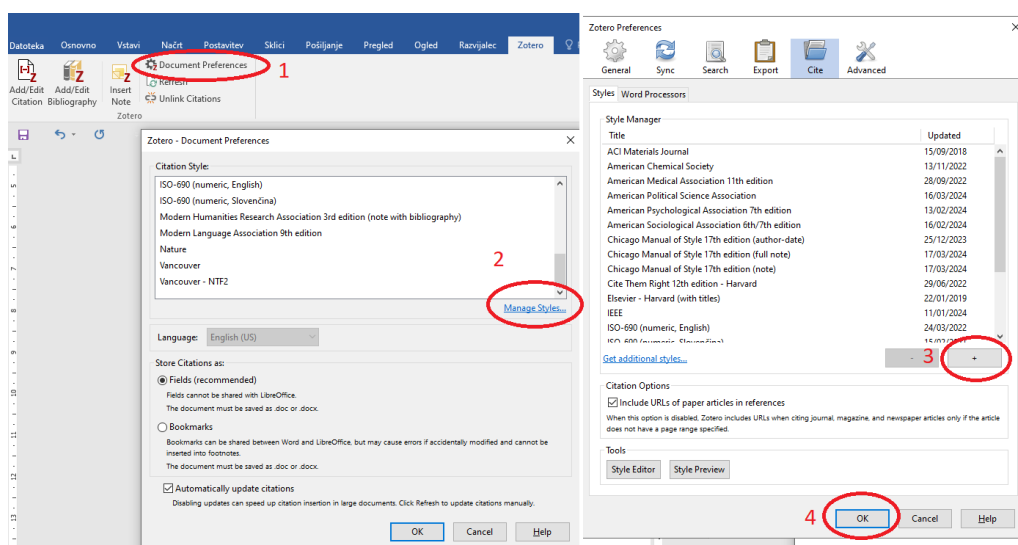 Datoteka Osnovno Vstavi Načrt Postavitev Sklici Pošiljanje Pregled Ogled Razvijalec Zotero
Add/Edit Citation
Add/Edit Bibliography
Insert Note
Document Preferences
Refresh
Unlink Citations
Zotero
1
Zotero - Document Preferences
Citation Style:
ISO-690 (numeric, English)
ISO-690 (numeric, Slovenčina)
Modern Humanities Research Association 3rd edition (note with bibliography)
Modern Language Association 9th edition
Nature
Vancouver
Vancouver - NTF2
2
Manage Styles...
Language: English (US)
Store Citations as:
Fields (recommended)
Fields cannot be shared with LibreOffice.
The document must be saved as .doc or .docx.
Bookmarks
Bookmarks can be shared between Word and LibreOffice, but may cause errors if accidentally modified and cannot be
inserted into footnotes.
The document must be saved as .doc or .docx.
Automatically update citations
Disabling updates can speed up citation insertion in large documents. Click Refresh to update citations manually.
OK Cancel Help
Zotero Preferences
General Sync Search Export Cite Advanced
Styles Word Processors
Style Manager
Title Updated
ACI Materials Journal 15/09/2018
American Chemical Society 13/11/2022
American Medical Association 11th edition 28/09/2022
American Political Science Association 16/03/2024
American Psychological Association 7th edition 13/02/2024
American Sociological Association 6th/7th edition 16/02/2024
Chicago Manual of Style 17th edition (author-date) 25/12/2023
Chicago Manual of Style 17th edition (full note) 17/03/2024
Chicago Manual of Style 17th edition (note) 17/03/2024
Cite Them Right 12th edition - Harvard 29/06/2022
Elsevier - Harvard (with titles) 22/01/2019
IEEE 11/01/2024
ISO-690 (numeric, English) 24/03/2022
ISO-690 (numeric, Slovenčina)
Get additional styles... - 3 +
Citation Options
Include URLs of paper articles in references
When this option is disabled, Zotero includes URLs when citing journal, magazine, and newspaper articles only if the article
does not have a page range specified.
Tools
Style Editor Style Preview
4 OK Cancel Help